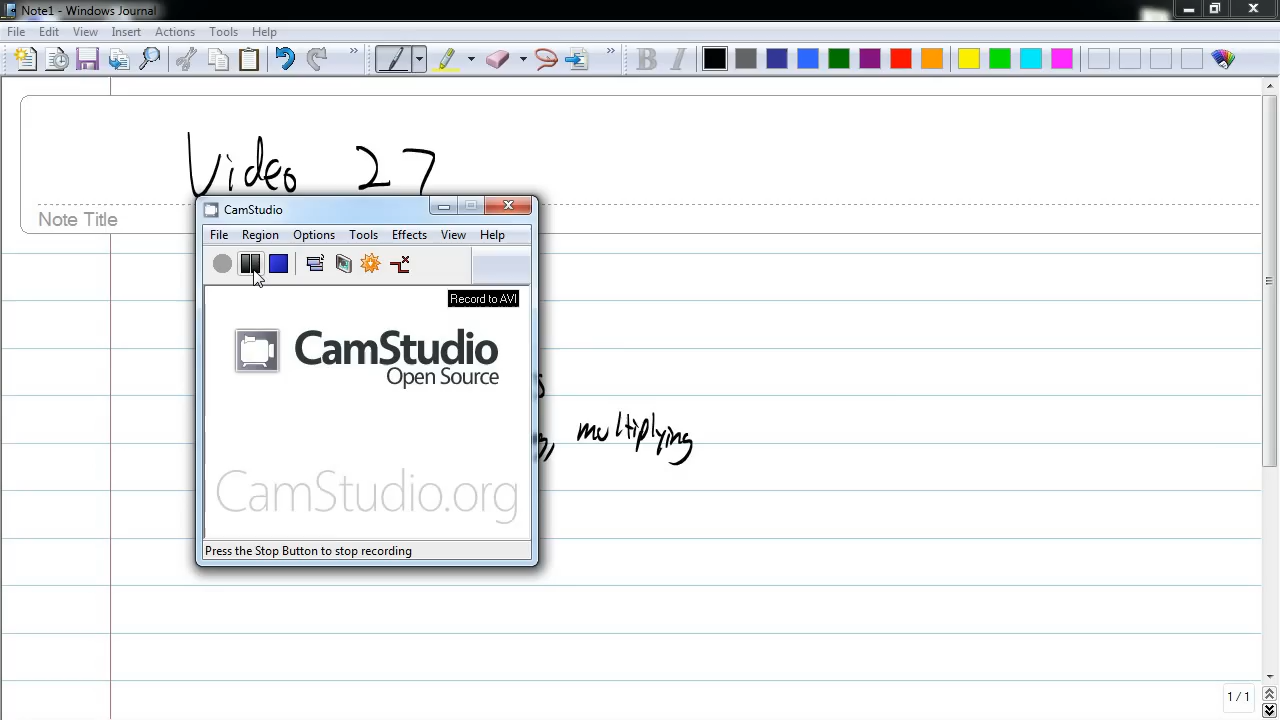 Note1 - Windows Journal
File Edit View Insert Actions Tools Help
B I
Video 27
Note Title
CamStudio
File Region Options Tools Effects View Help
Record to AVI
CamStudio
Open Source
multiplying
CamStudio.org
Press the Stop Button to stop recording
1 / 1